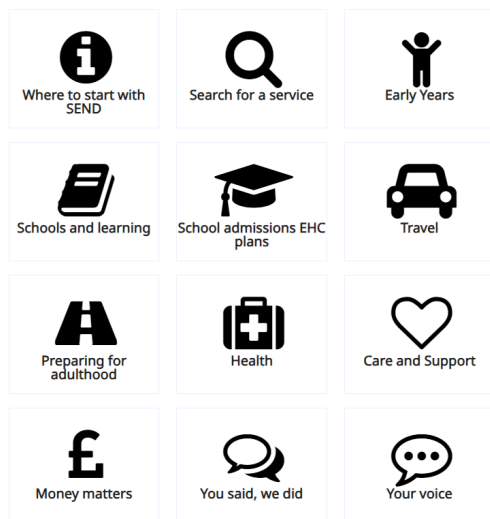 Where to start with
SEND
Search for a service
Early Years
Schools and learning
School admissions EHC
plans
Travel
Preparing for
adulthood
Health
Care and Support
£
Money matters
You said, we did
Your voice